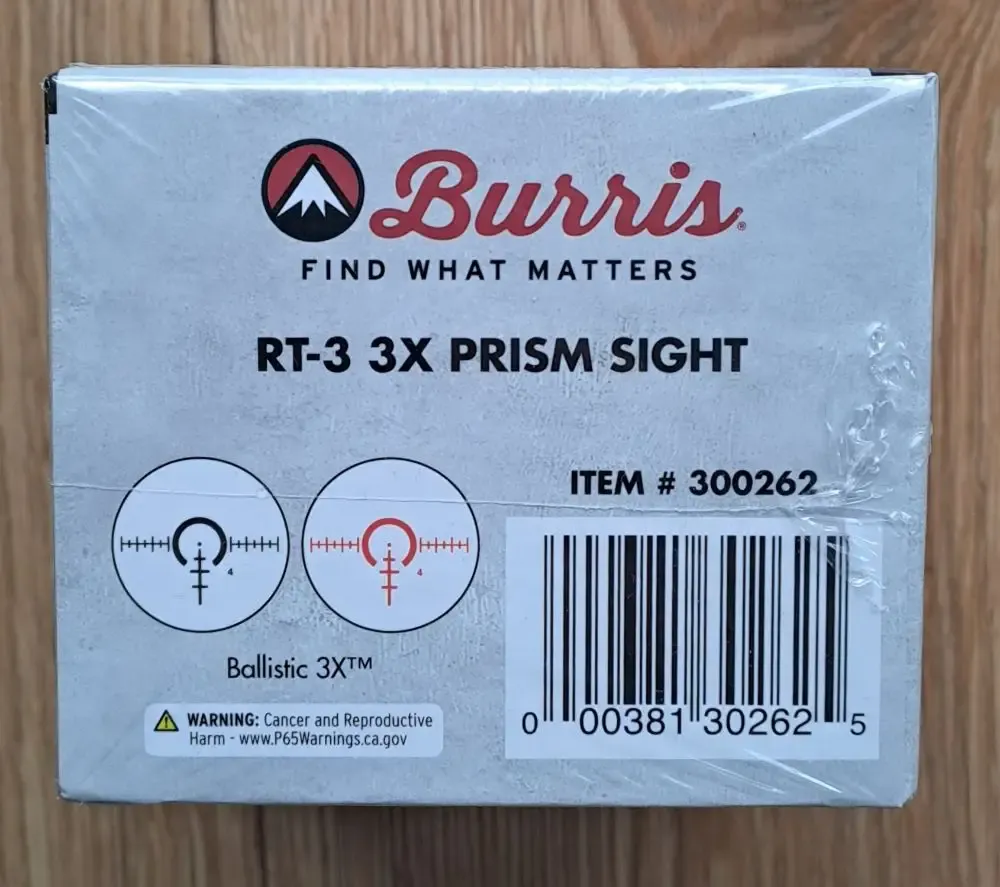 Burris®
FIND WHAT MATTERS
RT-3 3X PRISM SIGHT
ITEM # 300262
4
4
Ballistic 3X™
WARNING: Cancer and Reproductive
Harm - www.P65Warnings.ca.gov
0 00381 30262 5